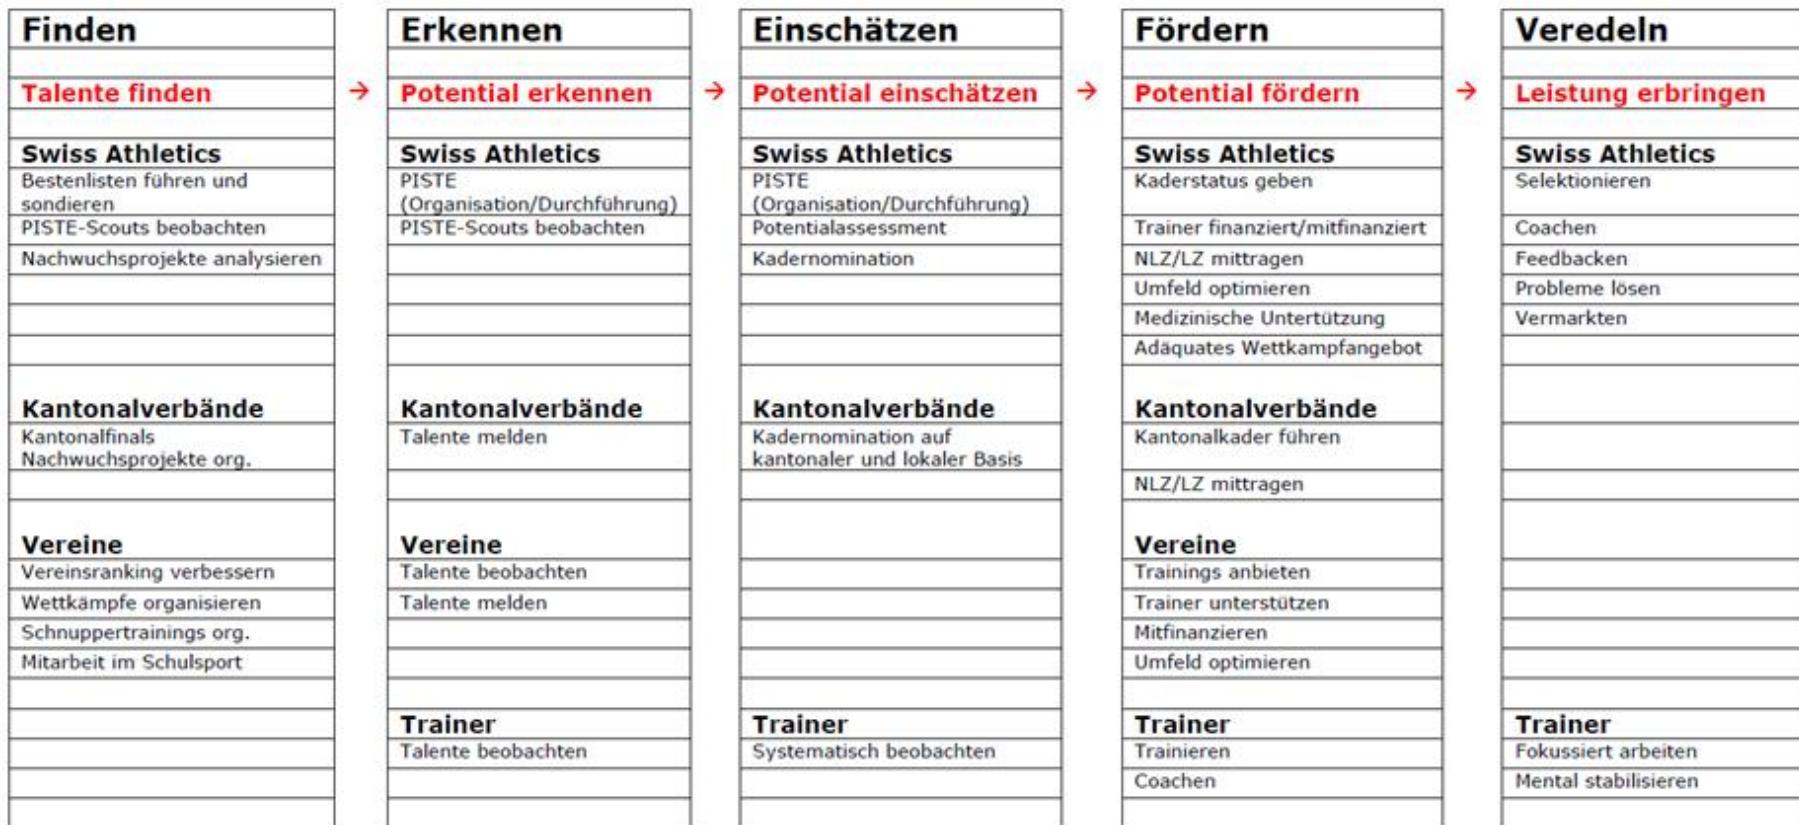 Finden
Talente finden
Swiss Athletics
Bestenlisten führen und
sondieren
PISTE-Scouts beobachten
Nachwuchsprojekte analysieren
Kantonalverbände
Kantonalfinals
Nachwuchsprojekte org.
Vereine
Vereinsranking verbessern
Wettkämpfe organisieren
Schnuppertrainings org.
Mitarbeit im Schulsport
→
Erkennen
Potential erkennen
Swiss Athletics
PISTE
(Organisation/Durchführung)
PISTE-Scouts beobachten
Kantonalverbände
Talente melden
Vereine
Talente beobachten
Talente melden
Trainer
Talente beobachten
→
Einschätzen
Potential einschätzen
Swiss Athletics
PISTE
(Organisation/Durchführung)
Potentialassessment
Kadernomination
Kantonalverbände
Kadernomination auf
kantonaler und lokaler Basis
Trainer
Systematisch beobachten
→
Fördern
Potential fördern
Swiss Athletics
Kaderstatus geben
Trainer finanziert/mitfinanziert
NLZ/LZ mittragen
Umfeld optimieren
Medizinische Untertützung
Adäquates Wettkampfangebot
Kantonalverbände
Kantonalkader führen
NLZ/LZ mittragen
Vereine
Trainings anbieten
Trainer unterstützen
Mitfinanzieren
Umfeld optimieren
Trainer
Trainieren
Coachen
→
Veredeln
Leistung erbringen
Swiss Athletics
Selektionieren
Coachen
Feedbacken
Probleme lösen
Vermarkten
Trainer
Fokussiert arbeiten
Mental stabilisieren